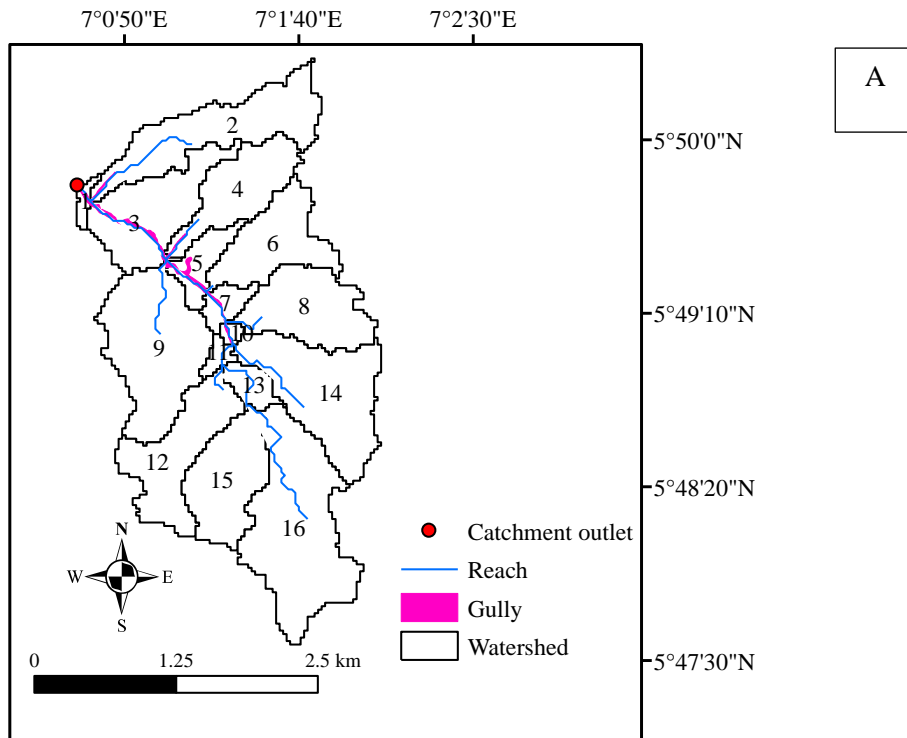 7°0'50"E 7°1'40"E 7°2'30"E
A
2
5°50'0"N
4
1
3
6
5
7
8
5°49'10"N
10
9
11
13
14
12
15
5°48'20"N
16
Catchment outlet
N
Reach
W
E
Gully
S
Watershed
0 1.25 2.5 km
5°47'30"N